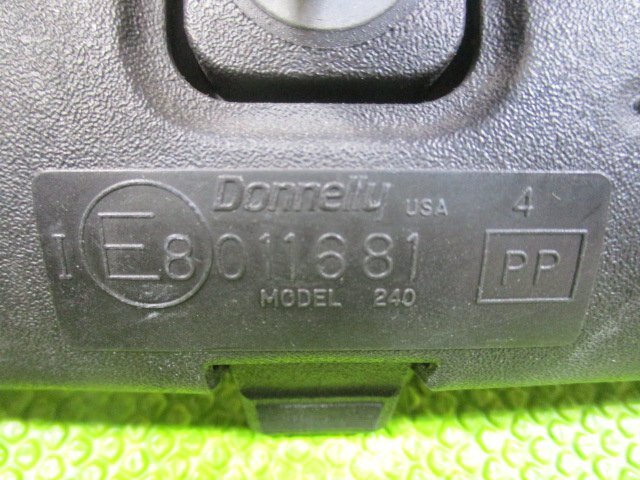 Donnelly USA 4
I E8 011681 PP
MODEL 240